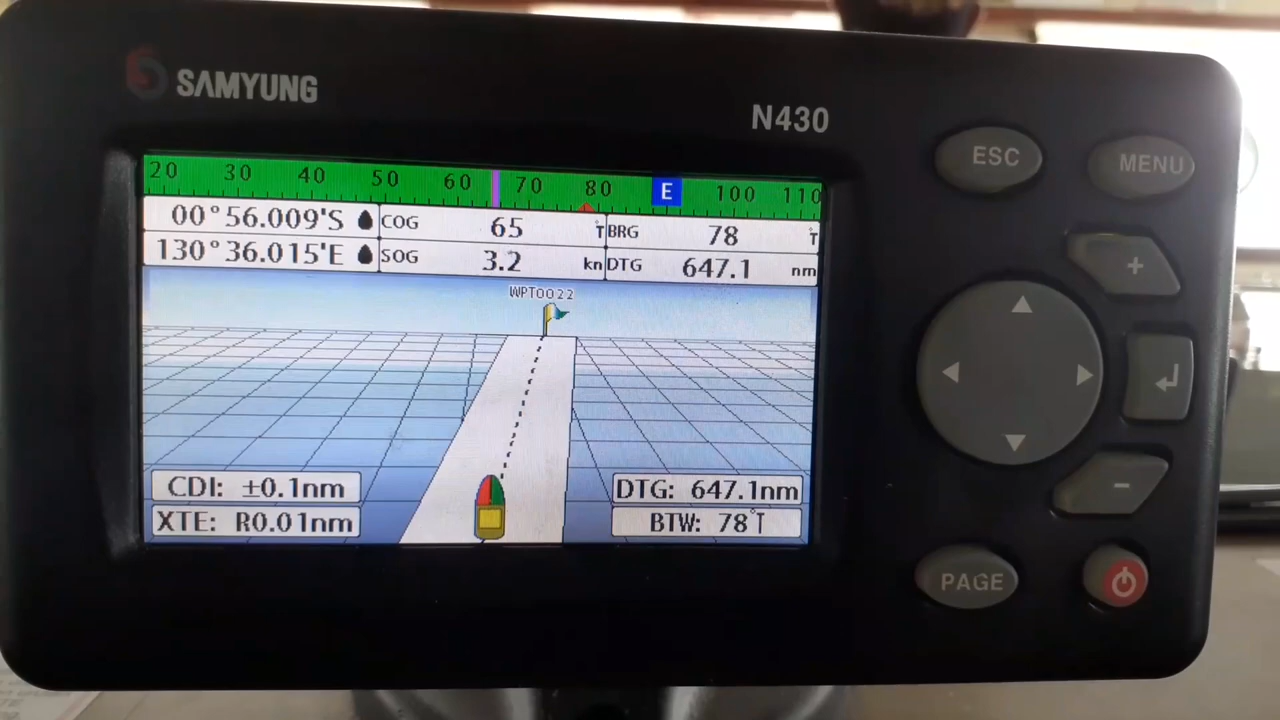 SAMYUNG
N430
ESC
MENU
20 30 40 50 60 70 80 E 100 110
00°56.009'S COG 65 °T BRG 78 °T
130°36.015'E SOG 3.2 kn DTG 647.1 nm
WPT0022
+
CDI: ±0.1nm
DTG: 647.1nm
XTE: R0.01nm
BTW: 78°T
-
PAGE